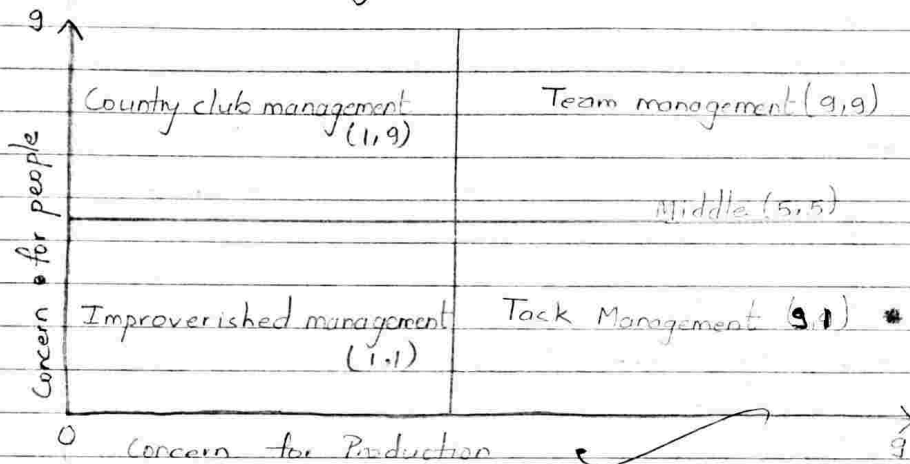 9
Country club management
(1,9)
Team management (9,9)
Middle (5,5)
Concern for people
Improverished management
(1,1)
Tack Management (9,1)
0
Concern for Production
9